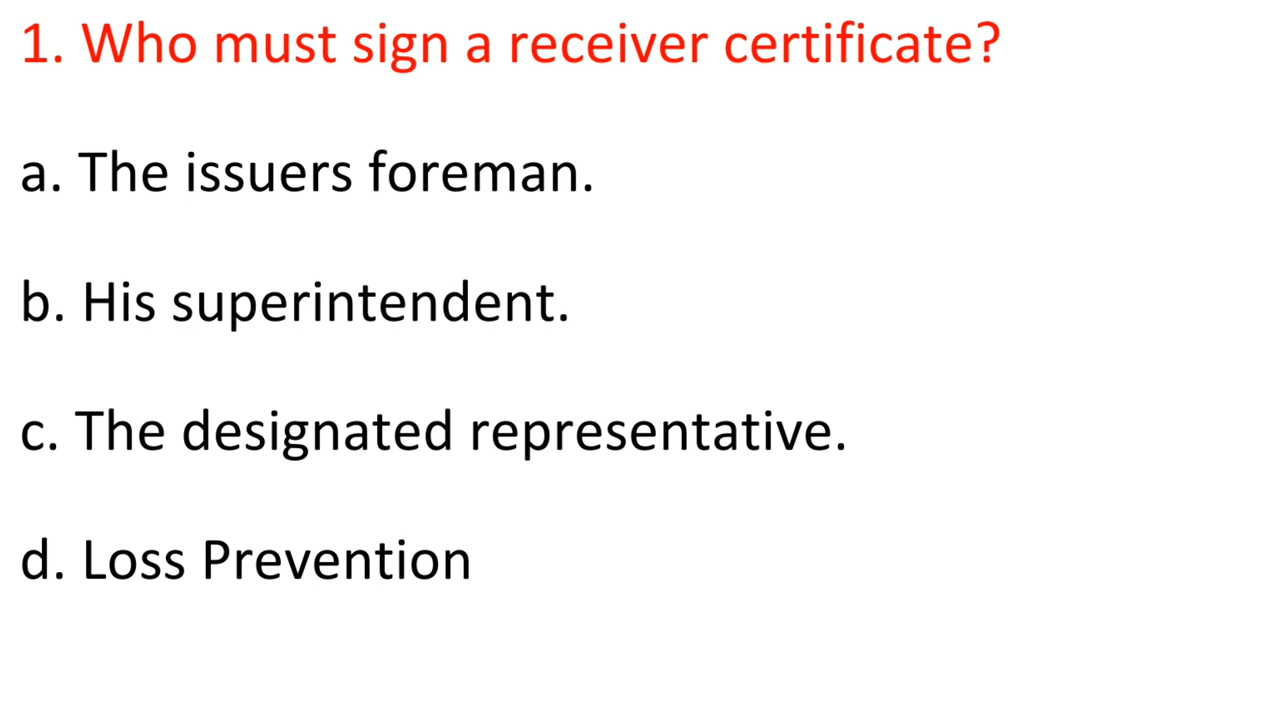 1. Who must sign a receiver certificate?
a. The issuers foreman.
b. His superintendent.
c. The designated representative.
d. Loss Prevention